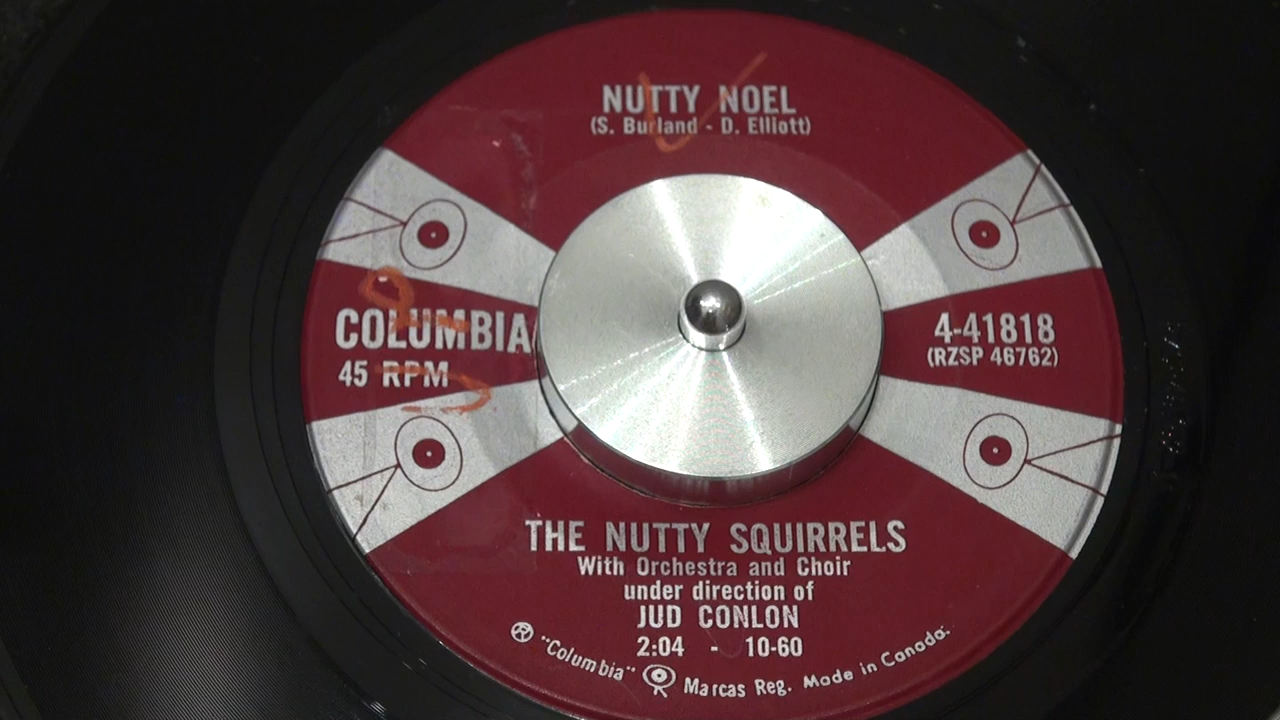 NUTTY NOEL
(S. Burland - D. Elliott)
COLUMBIA
45 RPM
4-41818
(RZSP 46762)
THE NUTTY SQUIRRELS
With Orchestra and Choir
under direction of
JUD CONLON
2:04 - 10-60
® "Columbia" Marcas Reg. Made in Canada.